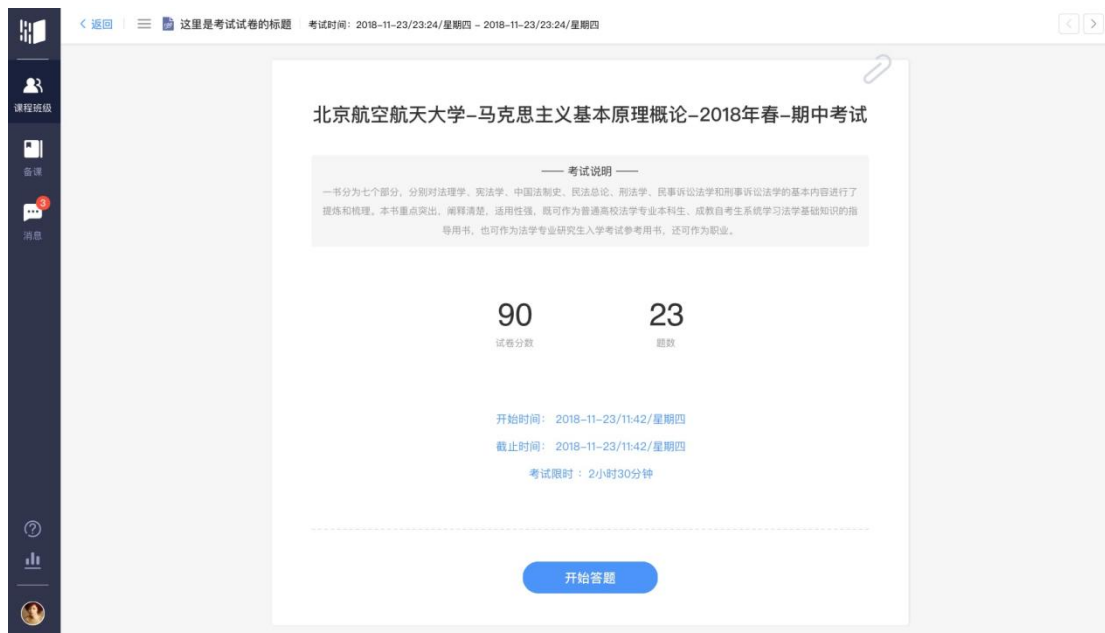 返回
这里是考试试卷的标题
考试时间：2018-11-23/23:24/星期四 - 2018-11-23/23:24/星期四
课程班级
备课
3
消息
北京航空航天大学-马克思主义基本原理概论-2018年春-期中考试
—— 考试说明 ——
一书分为七个部分，分别对法理学、宪法学、中国法制史、民法总论、刑法学、民事诉讼法学和刑事诉讼法学的基本内容进行了
提炼和梳理。本书重点突出、阐释清楚、适用性强，既可作为普通高校法学专业本科生、成教自考生系统学习法学基础知识的指
导用书，也可作为法学专业研究生入学考试参考用书，还可作为职业。
90
23
试卷分数
题数
开始时间： 2018-11-23/11:42/星期四
截止时间： 2018-11-23/11:42/星期四
考试限时 ：2小时30分钟
开始答题